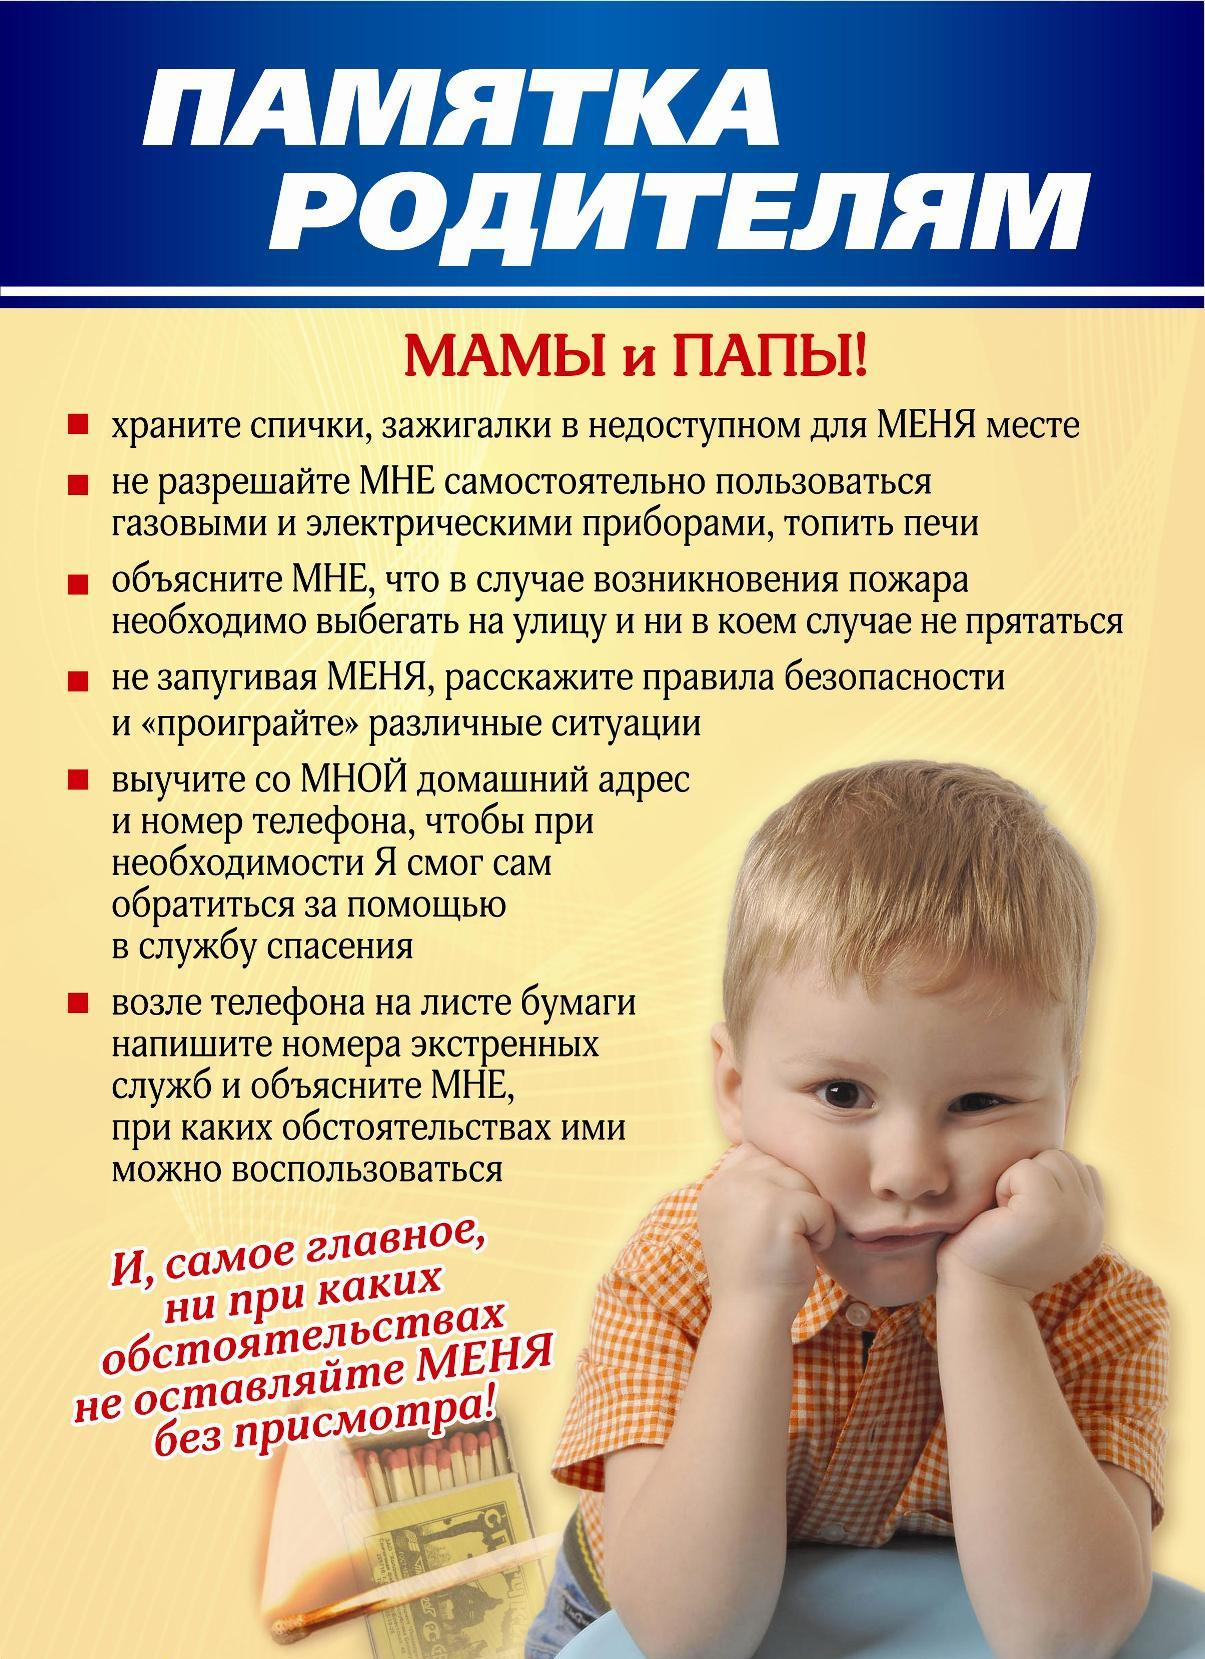 ПАМЯТКА
РОДИТЕЛЯМ
МАМЫ и ПАПЫ!
храните спички, зажигалки в недоступном для МЕНЯ месте
не разрешайте МНЕ самостоятельно пользоваться
газовыми и электрическими приборами, топить печи
объясните МНЕ, что в случае возникновения пожара
необходимо выбегать на улицу и ни в коем случае не прятаться
не запугивая МЕНЯ, расскажите правила безопасности
и «проиграйте» различные ситуации
выучите со МНОЙ домашний адрес
и номер телефона, чтобы при
необходимости Я смог сам
обратиться за помощью
в службу спасения
возле телефона на листе бумаги
напишите номера экстренных
служб и объясните МНЕ,
при каких обстоятельствах ими
можно воспользоваться
И, самое главное,
ни при каких
обстоятельствах
не оставляйте МЕНЯ
без присмотра!